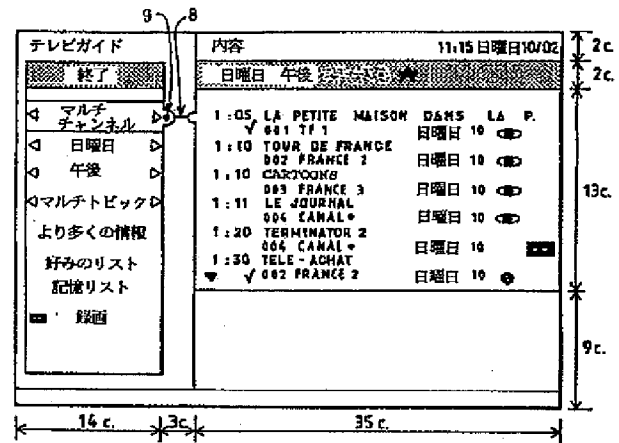 9 8
テレビガイド
終了
マルチ
チャンネル
日曜日
午後
マルチトピック
より多くの情報
好みのリスト
記憶リスト
録画
内容 11:15 日曜日10/02
日曜日 午後
1:05 LA PETITE MAISON DANS LA P.
√ 001 TF1 日曜日 10
1:10 TOUR DE FRANCE
002 FRANCE 2 日曜日 10
1.10 CARTOONS
003 FRANCE 3 日曜日 10
1:11 LE JOURNAL
004 CANAL+ 日曜日 10
1:20 TERMINATOR 2
004 CANAL+ 日曜日 10
1:30 TELE-ACHAT
√ 002 FRANCE 2 日曜日 10
2c.
2c.
13c.
9c.
14 c. 3c. 35 c.